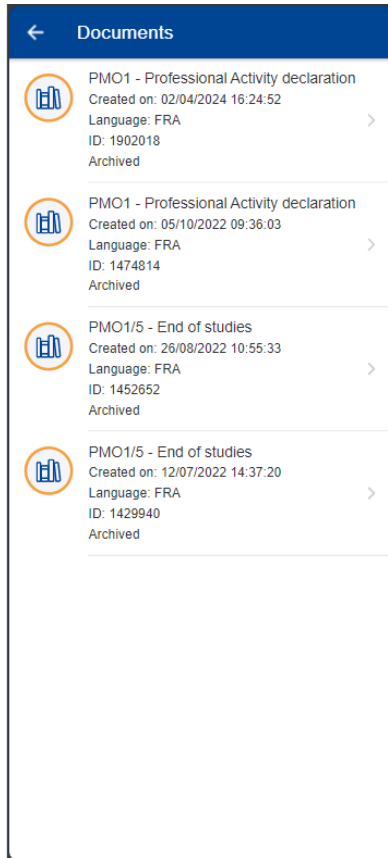 Documents
PMO1 - Professional Activity declaration
Created on: 02/04/2024 16:24:52
Language: FRA
ID: 1902018
Archived
PMO1 - Professional Activity declaration
Created on: 05/10/2022 09:36:03
Language: FRA
ID: 1474814
Archived
PMO1/5 - End of studies
Created on: 26/08/2022 10:55:33
Language: FRA
ID: 1452652
Archived
PMO1/5 - End of studies
Created on: 12/07/2022 14:37:20
Language: FRA
ID: 1429940
Archived